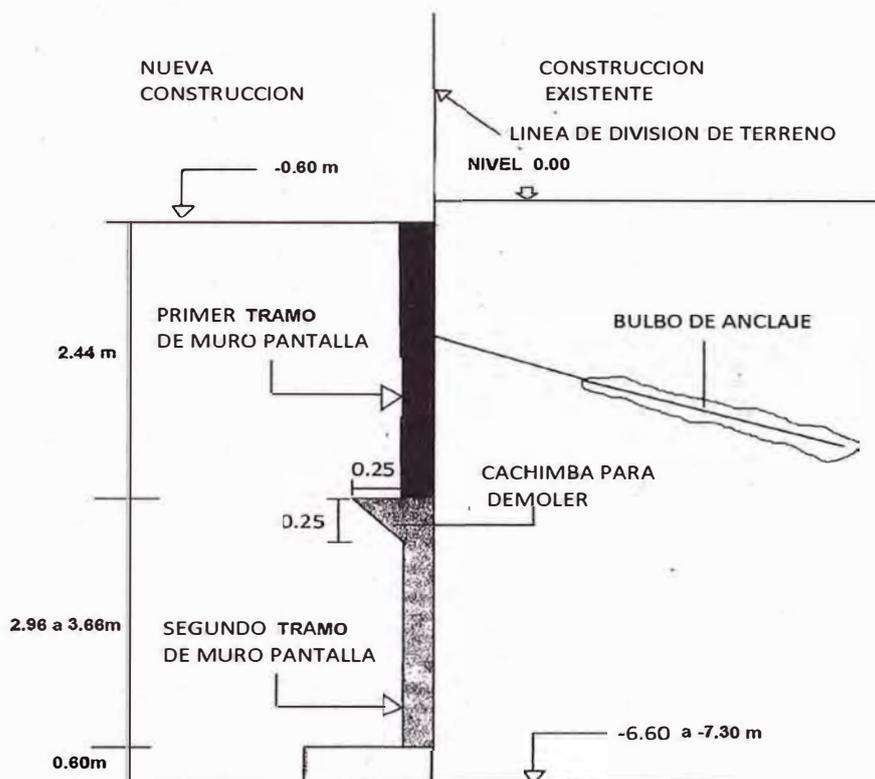 NUEVA
CONSTRUCCION
CONSTRUCCION
EXISTENTE
LINEA DE DIVISION DE TERRENO
-0.60 m
NIVEL 0.00
PRIMER TRAMO
DE MURO PANTALLA
BULBO DE ANCLAJE
2.44 m
0.25
CACHIMBA PARA
DEMOLER
0.25
2.96 a 3.66m
SEGUNDO TRAMO
DE MURO PANTALLA
-6.60 a -7.30 m
0.60m